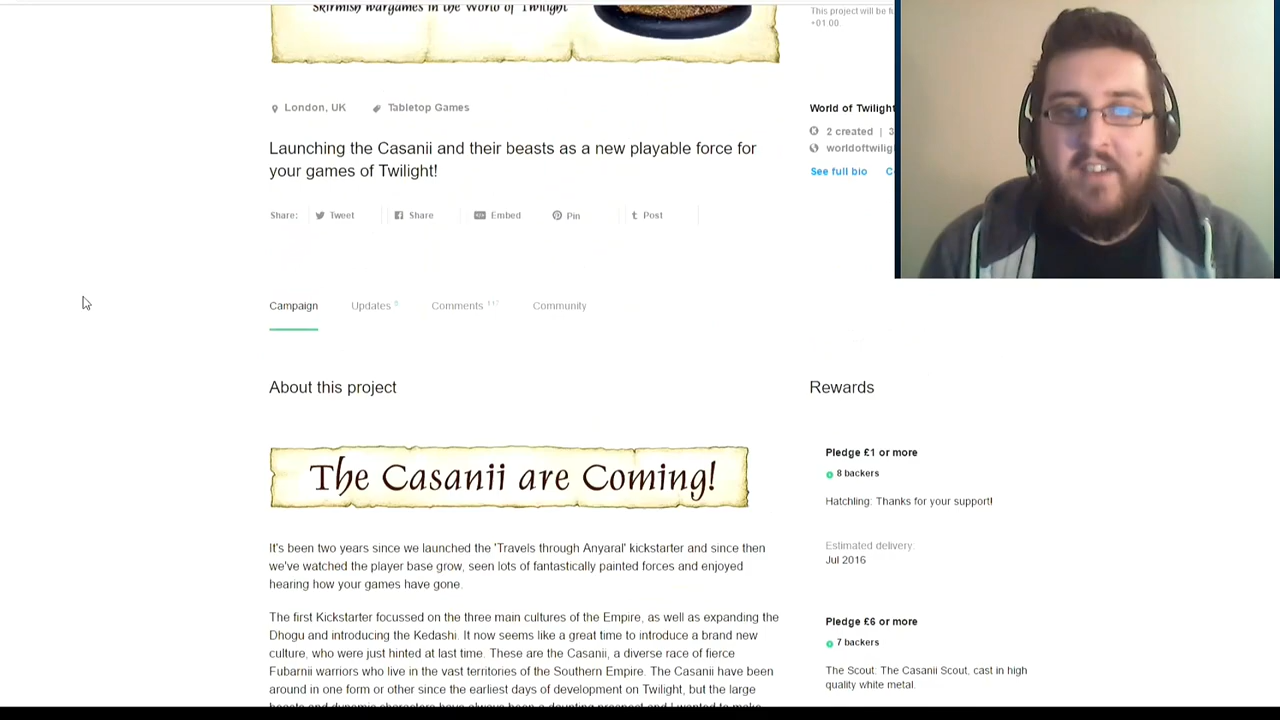 Skirmish wargames in the World of Twilight
This project will be f
+01:00.
London, UK
Tabletop Games
World of Twilight
2 created | 3
worldoftwilig
See full bio
C
Launching the Casanii and their beasts as a new playable force for
your games of Twilight!
Share:
Tweet
Share
Embed
Pin
Post
Campaign
Updates
Comments
Community
About this project
Rewards
The Casanii are Coming!
Pledge £1 or more
8 backers
Hatchling: Thanks for your support!
Estimated delivery:
Jul 2016
It's been two years since we launched the 'Travels through Anyaral' kickstarter and since then
we've watched the player base grow, seen lots of fantastically painted forces and enjoyed
hearing how your games have gone.
The first Kickstarter focussed on the three main cultures of the Empire, as well as expanding the
Dhogu and introducing the Kedashi. It now seems like a great time to introduce a brand new
culture, who were just hinted at last time. These are the Casanii, a diverse race of fierce
Fubarnii warriors who live in the vast territories of the Southern Empire. The Casanii have been
around in one form or other since the earliest days of development on Twilight, but the large
Pledge £6 or more
7 backers
The Scout: The Casanii Scout, cast in high
quality white metal.